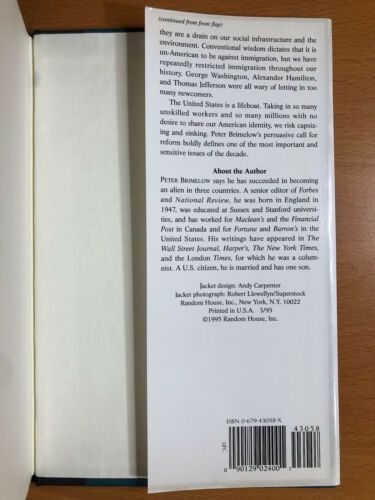 (continued from front flap)
they are a drain on our social infrastructure and the
environment. Conventional wisdom dictates that it is
un-American to be against immigration, but we have
repeatedly restricted immigration throughout our
history. George Washington, Alexander Hamilton,
and Thomas Jefferson were all wary of letting in too
many newcomers.
The United States is a lifeboat. Taking in so many
unskilled workers and so many millions with no
desire to share our American identity, we risk capsiz-
ing and sinking. Peter Brimelow's persuasive call for
reform boldly defines one of the most important and
sensitive issues of the decade.
About the Author
PETER BRIMELOW says he has succeeded in becoming
an alien in three countries. A senior editor of Forbes
and National Review, he was born in England in
1947, was educated at Sussex and Stanford universi-
ties, and has worked for Maclean's and the Financial
Post in Canada and for Fortune and Barron's in
the United States. His writings have appeared in The
Wall Street Journal, Harper's, The New York Times,
and the London Times, for which he was a colum-
nist. A U.S. citizen, he is married and has one son.
Jacket design: Andy Carpenter
Jacket photograph: Robert Llewellyn/Superstock
Random House, Inc., New York, N.Y. 10022
Printed in U.S.A. 3/95
©1995 Random House, Inc.
ISBN 0-679-43058-X
43058
UPC
0 90129 02400 1